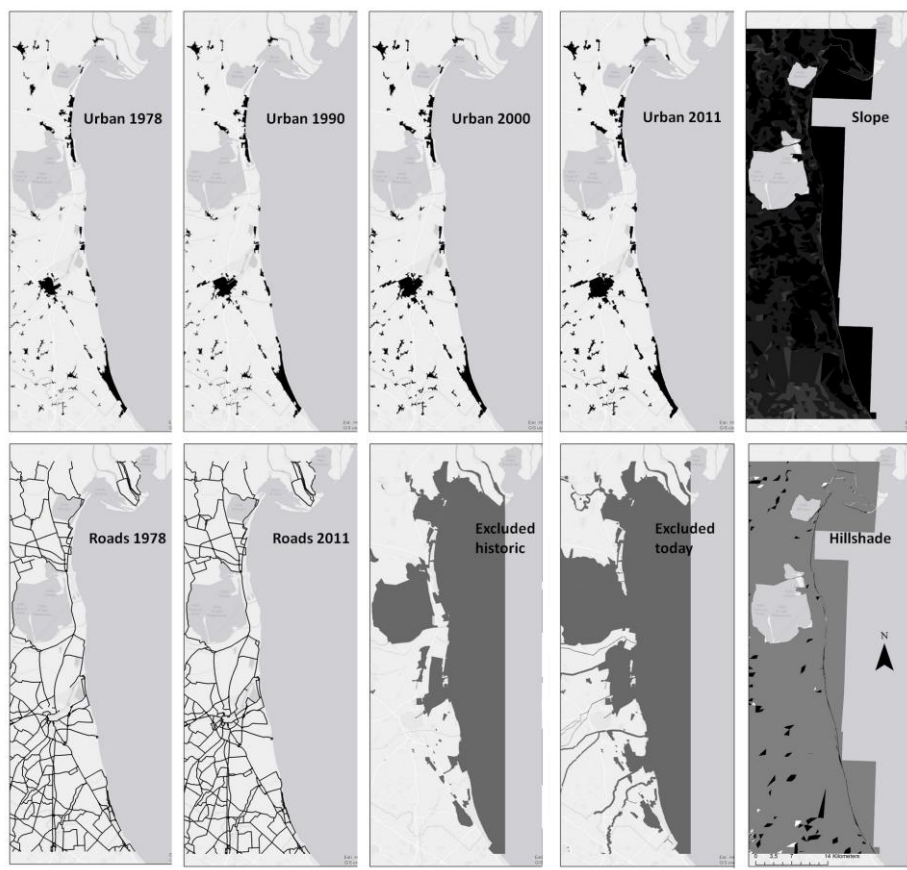 Urban 1978
Urban 1990
Urban 2000
Urban 2011
Slope
Roads 1978
Roads 2011
Excluded
historic
Excluded
today
Hillshade
N
0 3,5 7 14 Kilometers